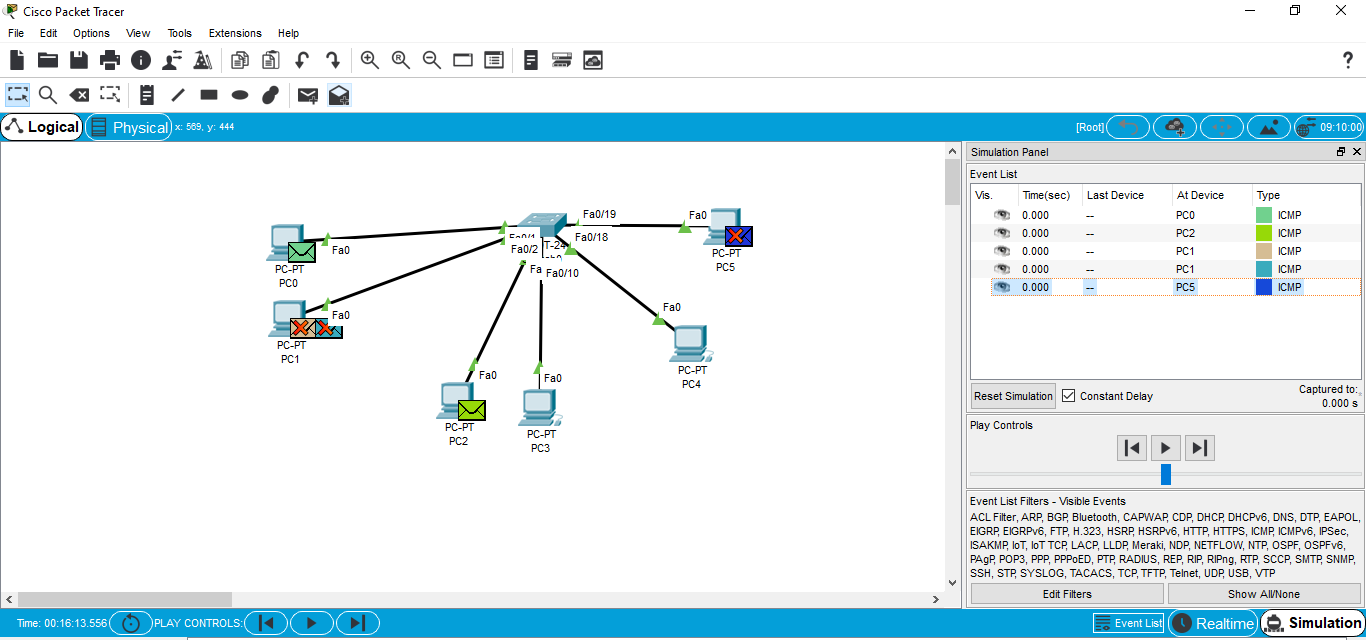 Cisco Packet Tracer
File Edit Options View Tools Extensions Help
Logical Physical x: 569, y: 444 [Root] 09:10:00
Fa0
PC-PT
PC0
Fa0
PC-PT
PC1
Fa0/2
Fa0/19
Fa0/18
Fa0/10
Fa0
PC-PT
PC5
Fa0
PC-PT
PC2
Fa0
PC-PT
PC3
Fa0
PC-PT
PC4
Simulation Panel
Event List
Vis. Time(sec) Last Device At Device Type
0.000 -- PC0 ICMP
0.000 -- PC2 ICMP
0.000 -- PC1 ICMP
0.000 -- PC1 ICMP
0.000 -- PC5 ICMP
Reset Simulation Constant Delay Captured to:
0.000 s
Play Controls
Event List Filters - Visible Events
ACL Filter, ARP, BGP, Bluetooth, CAPWAP, CDP, DHCP, DHCPv6, DNS, DTP, EAPOL,
EIGRP, EIGRPv6, FTP, H.323, HSRP, HSRPv6, HTTP, HTTPS, ICMP, ICMPv6, IPSec,
ISAKMP, IoT, IoT TCP, LACP, LLDP, Meraki, NDP, NETFLOW, NTP, OSPF, OSPFv6,
PAgP, POP3, PPP, PPPoED, PTP, RADIUS, REP, RIP, RIPng, RTP, SCCP, SMTP, SNMP,
SSH, STP, SYSLOG, TACACS, TCP, TFTP, Telnet, UDP, USB, VTP
Edit Filters Show All/None
Time: 00:16:13.556 PLAY CONTROLS: Event List Realtime Simulation